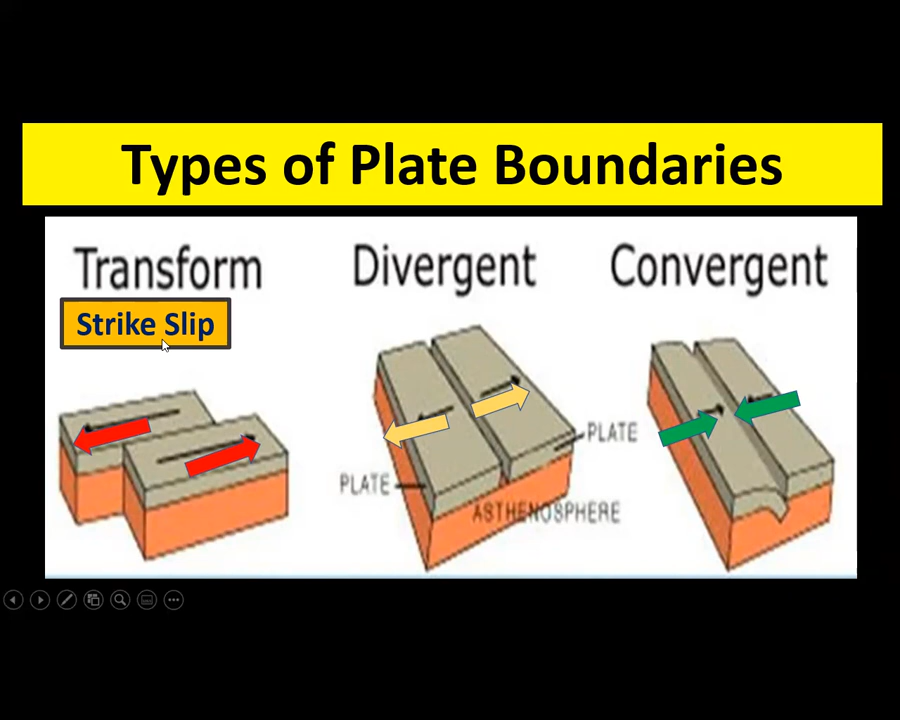 Types of Plate Boundaries
Transform
Divergent
Convergent
Strike Slip
PLATE
PLATE
ASTHENOSPHERE